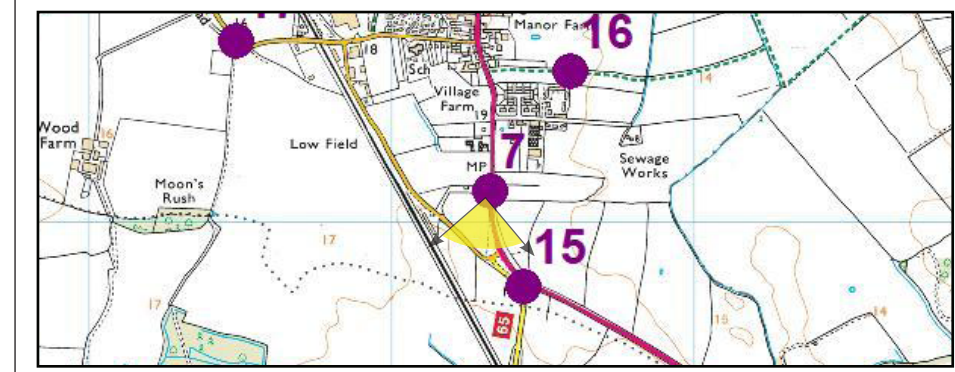 Manor Fa
16
18
Sch
14
Village
Farm
19
Wood
Farm
16
Low Field
7
MP
Sewage
Works
Moon's
Rush
17
15
17
65
15
14